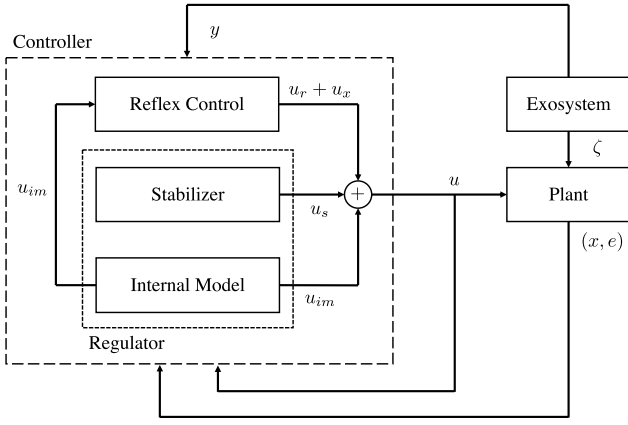 y
Controller
Reflex Control
u_r + u_x
Exosystem
ζ
u_im
Stabilizer
u_s
+
u
Plant
(x, e)
Internal Model
u_im
Regulator